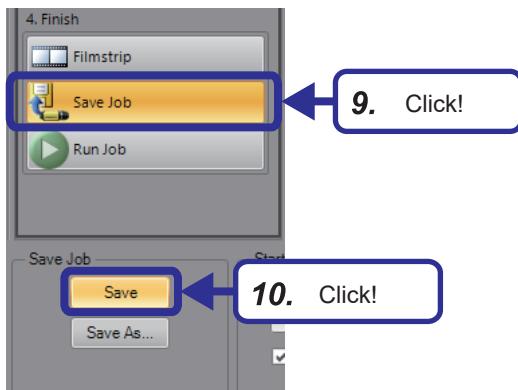 4. Finish
Filmstrip
Save Job
9. Click!
Run Job
Save Job
Save
10. Click!
Save As...